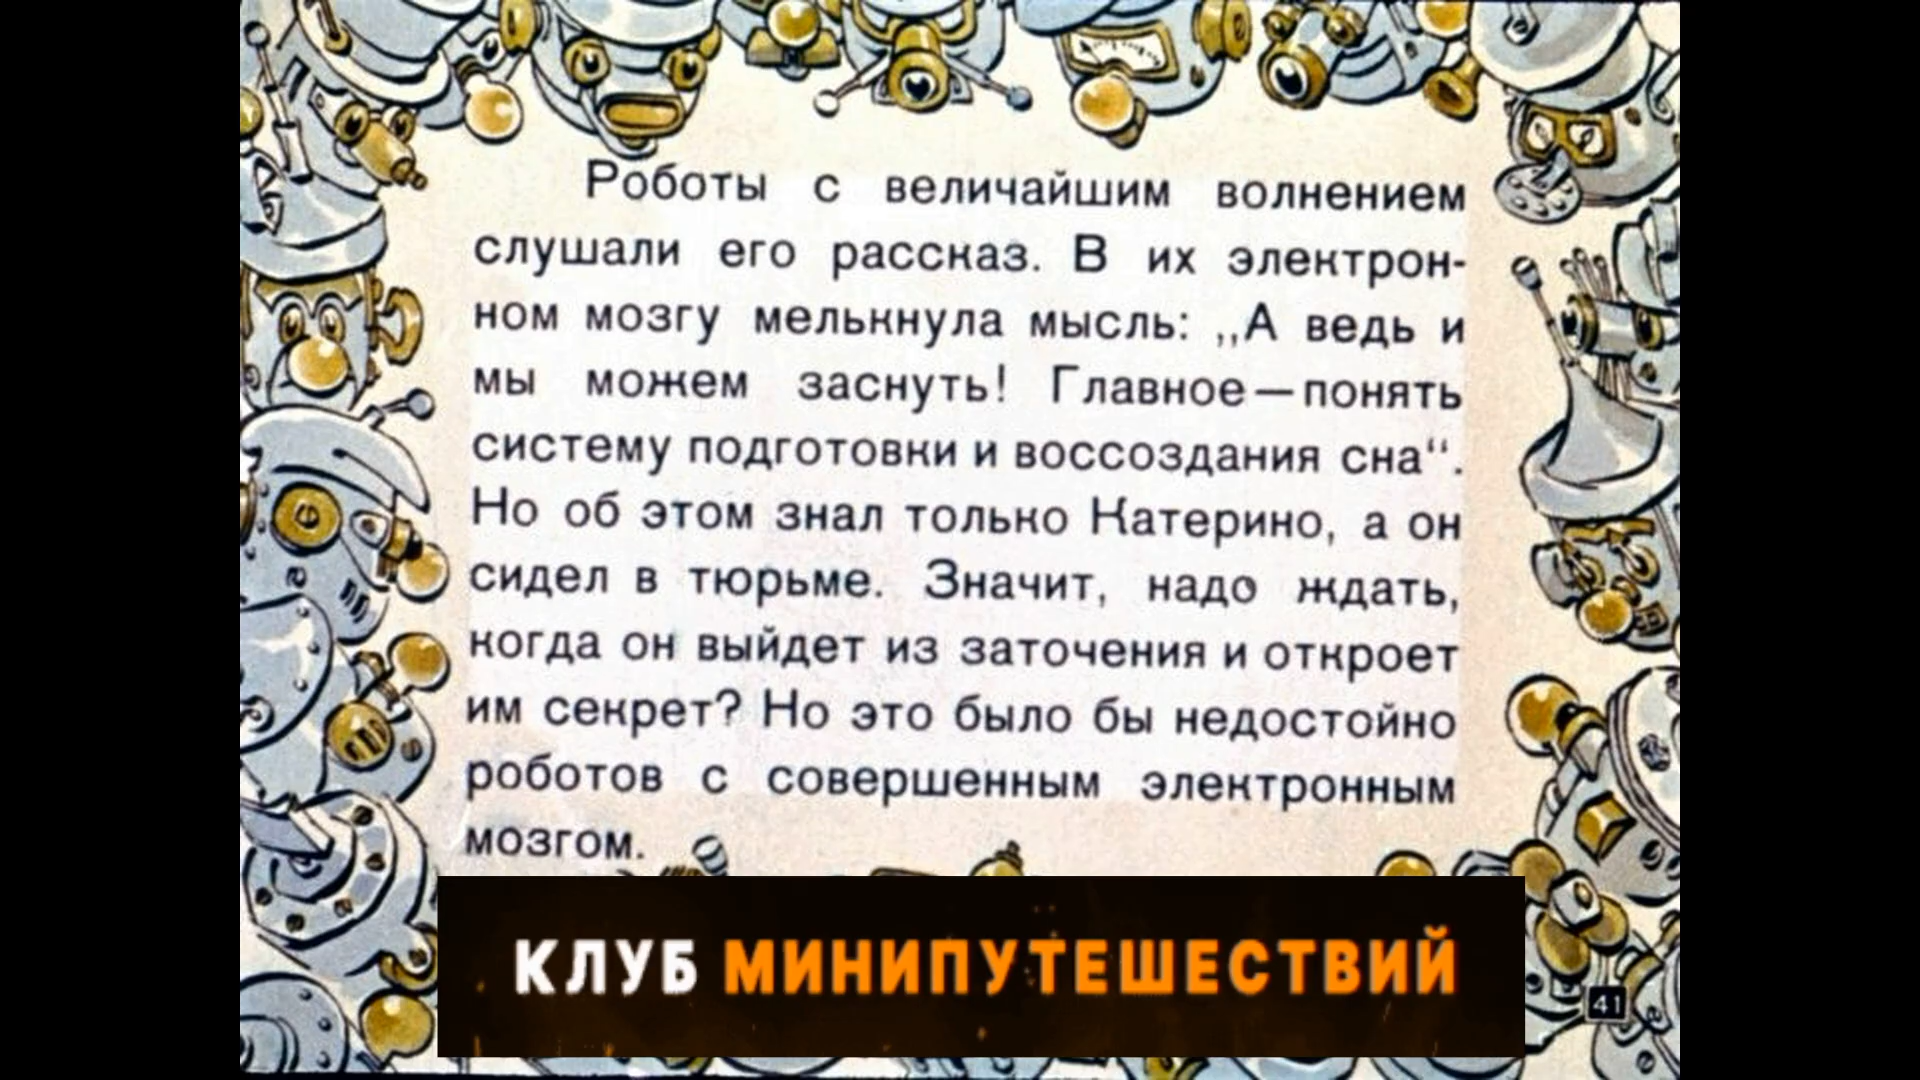 Роботы с величайшим волнением
слушали его рассказ. В их электрон-
ном мозгу мелькнула мысль: „А ведь и
мы можем заснуть! Главное—понять
систему подготовки и воссоздания сна“.
Но об этом знал только Катерино, а он
сидел в тюрьме. Значит, надо ждать,
когда он выйдет из заточения и откроет
им секрет? Но это было бы недостойно
роботов с совершенным электронным
мозгом.
КЛУБ МИНИПУТЕШЕСТВИЙ
41